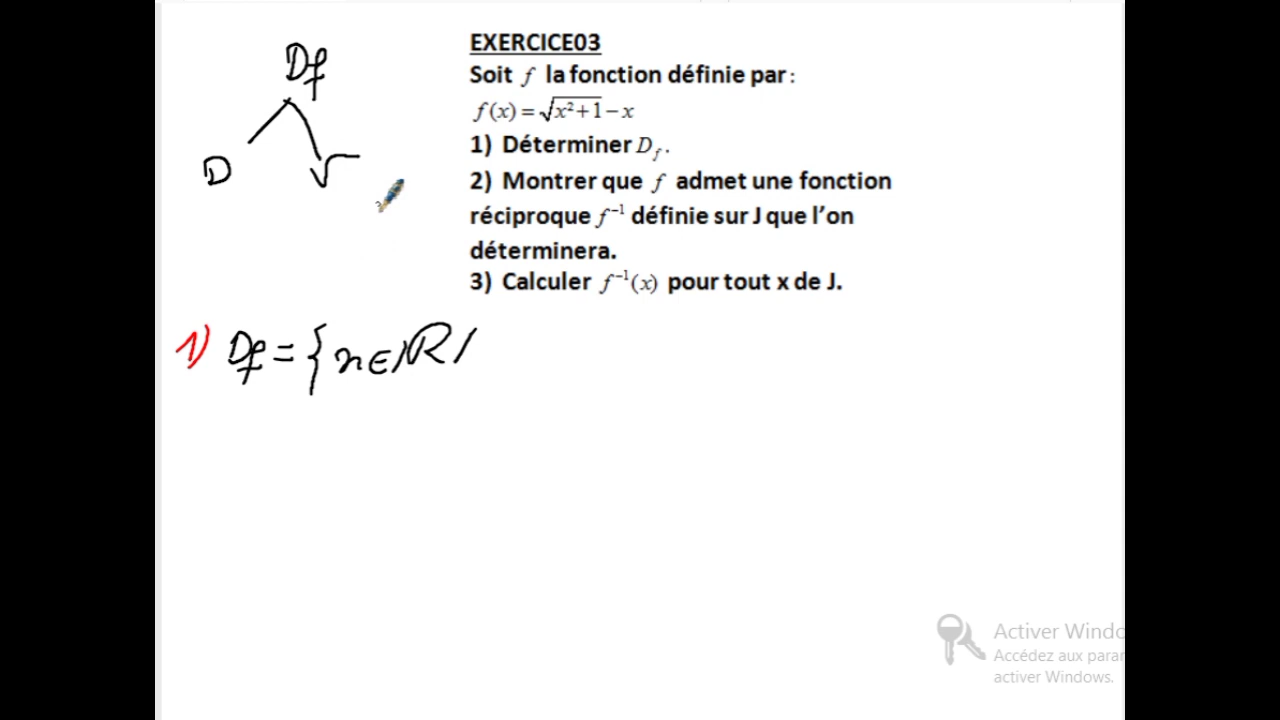 Df
D √
EXERCICE03
Soit f la fonction définie par :
f(x) = √x²+1 − x
1) Déterminer D_f .
2) Montrer que f admet une fonction
réciproque f⁻¹ définie sur J que l’on
déterminera.
3) Calculer f⁻¹(x) pour tout x de J.
1) Df = { x ∈ ℝ /
Activer Windo
Accédez aux paran
activer Windows.